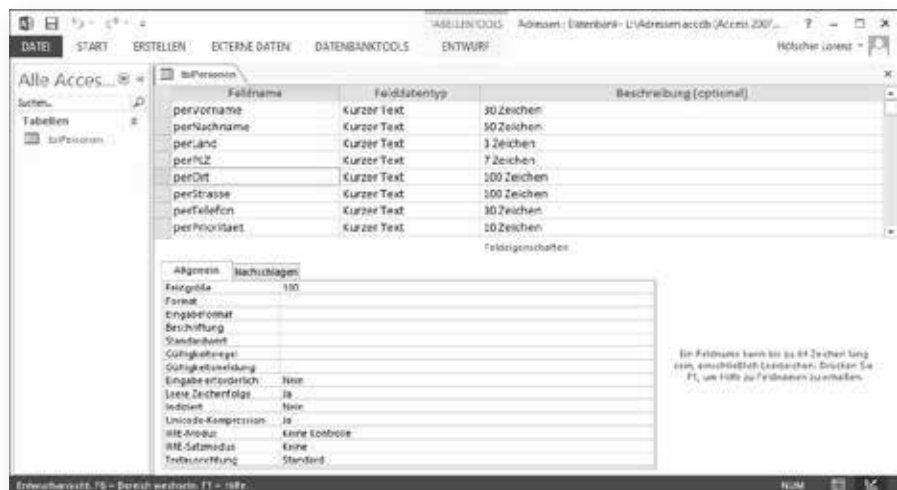 TABELLENTOOLS Adressen : Datenbank- L:\Adressen.accdb (Access 2007... ?
DATEI START ERSTELLEN EXTERNE DATEN DATENBANKTOOLS ENTWURF Hölscher Lorenz
Alle Acces...
Suchen...
Tabellen
tblPersonen
tblPersonen
Feldname Felddatentyp Beschreibung (optional)
perVorname Kurzer Text 30 Zeichen
perNachname Kurzer Text 50 Zeichen
perLand Kurzer Text 3 Zeichen
perPLZ Kurzer Text 7 Zeichen
perOrt Kurzer Text 100 Zeichen
perStrasse Kurzer Text 100 Zeichen
perTelefon Kurzer Text 30 Zeichen
perPrioritaet Kurzer Text 10 Zeichen
Feldeigenschaften
Allgemein Nachschlagen
Feldgröße 100
Format
Eingabeformat
Beschriftung
Standardwert
Gültigkeitsregel
Gültigkeitsmeldung
Eingabe erforderlich Nein
Leere Zeichenfolge Ja
Indiziert Nein
Unicode-Kompression Ja
IME-Modus Keine Kontrolle
IME-Satzmodus Keine
Textausrichtung Standard
Ein Feldname kann bis zu 64 Zeichen lang
sein, einschließlich Leerzeichen. Drücken Sie
F1, um Hilfe zu Feldnamen zu erhalten.
Entwurfsansicht. F6 = Bereich wechseln. F1 = Hilfe. NUM